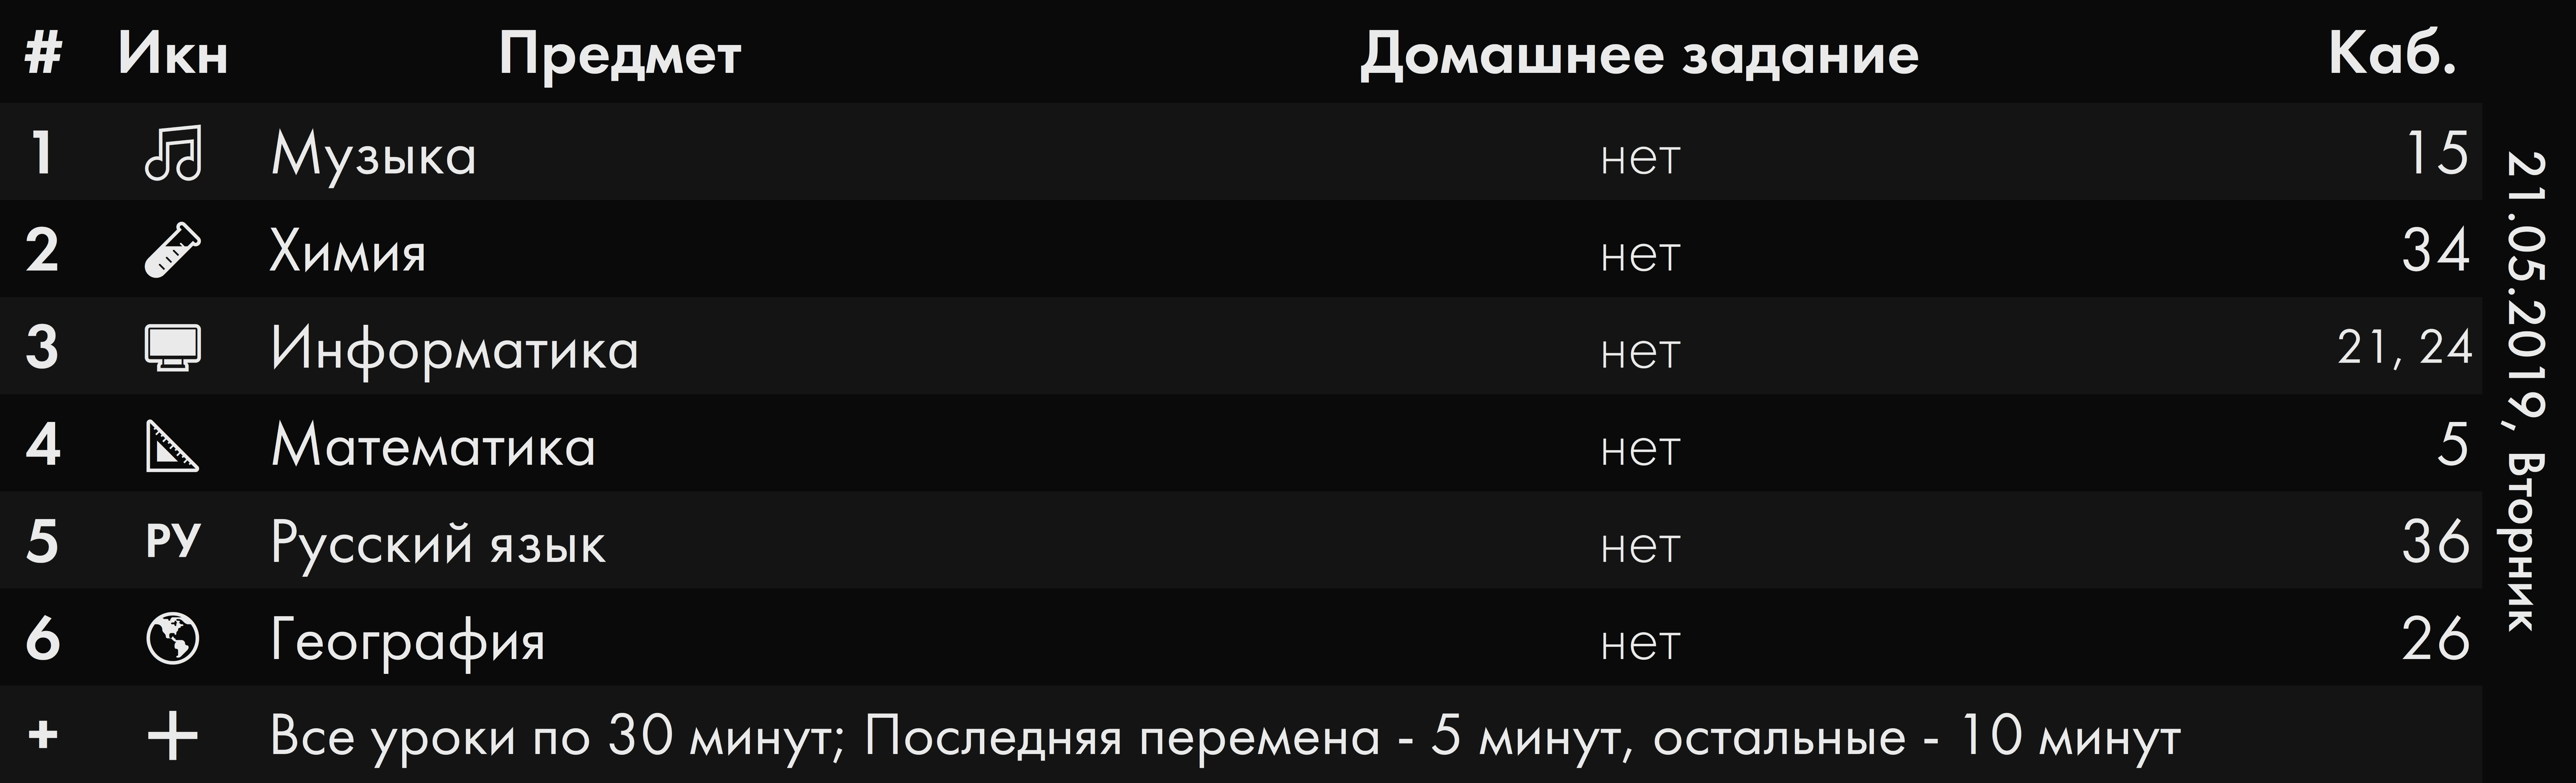 # Икн Предмет Домашнее задание Каб.
1 Музыка нет 15
2 Химия нет 34
3 Информатика нет 21, 24
4 Математика нет 5
5 РУ Русский язык нет 36
6 География нет 26
+ Все уроки по 30 минут; Последняя перемена - 5 минут, остальные - 10 минут
21.05.2019, Вторник